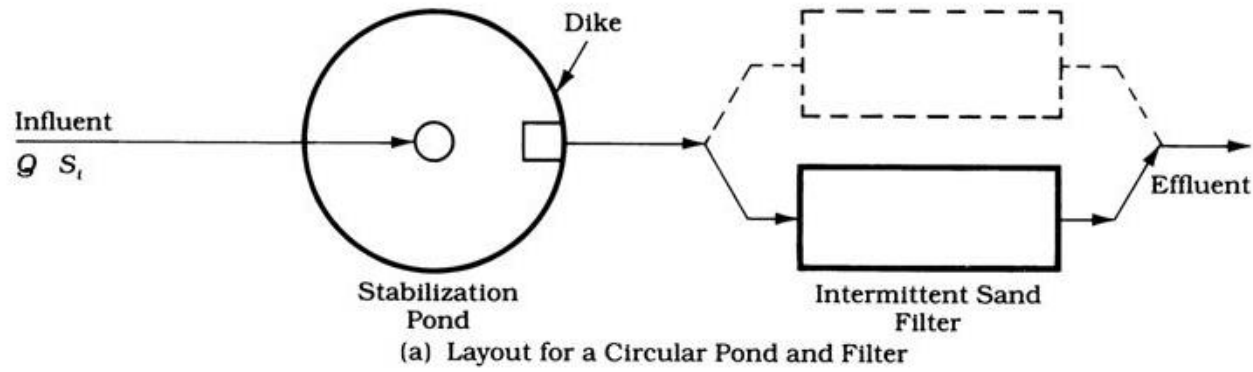 Dike
Influent
Q S_i
Effluent
Stabilization
Pond
Intermittent Sand
Filter
(a) Layout for a Circular Pond and Filter